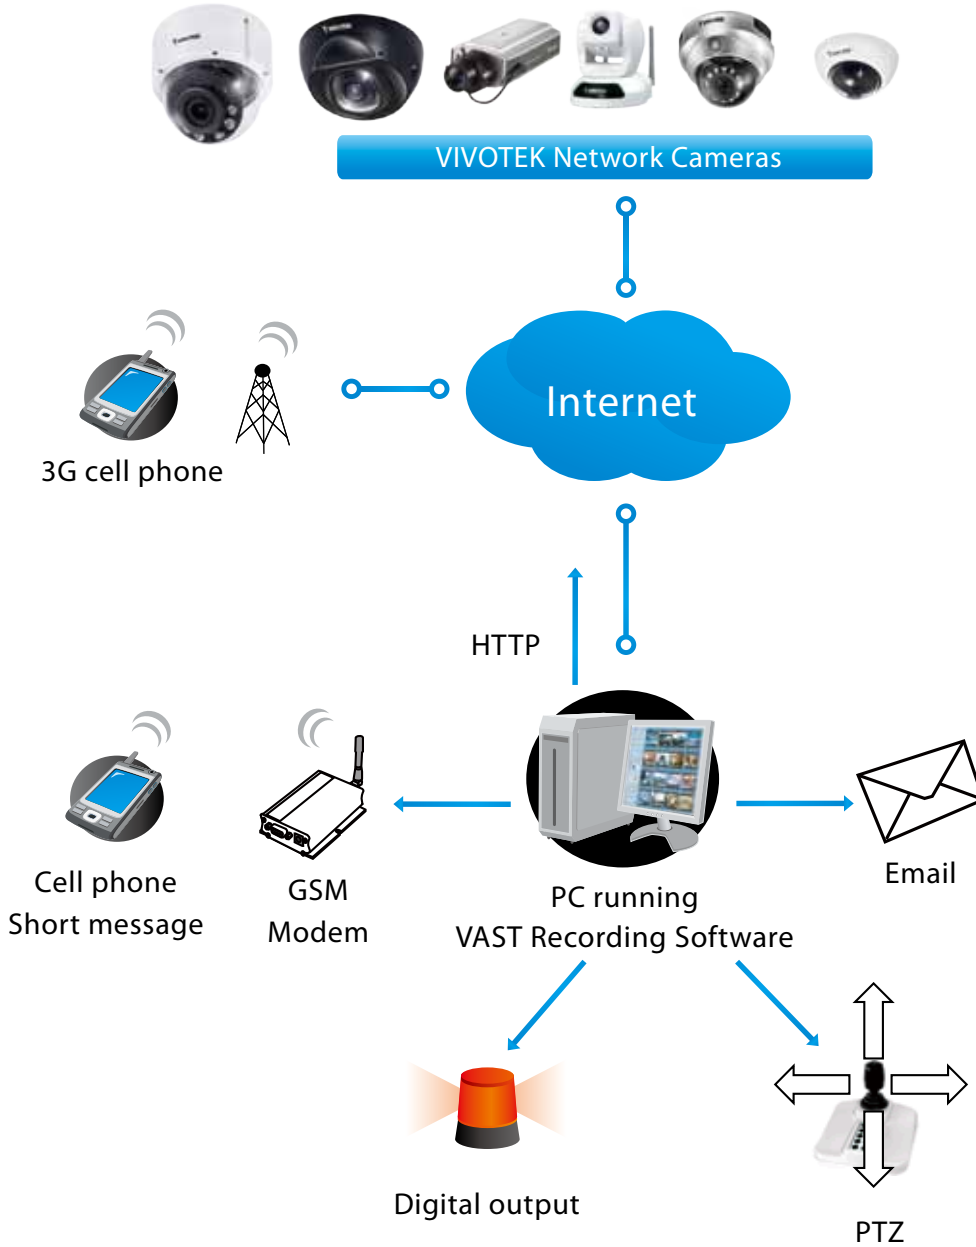 VIVOTEK Network Cameras
Internet
3G cell phone
HTTP
Cell phone
Short message
GSM
Modem
PC running
VAST Recording Software
Email
Digital output
PTZ